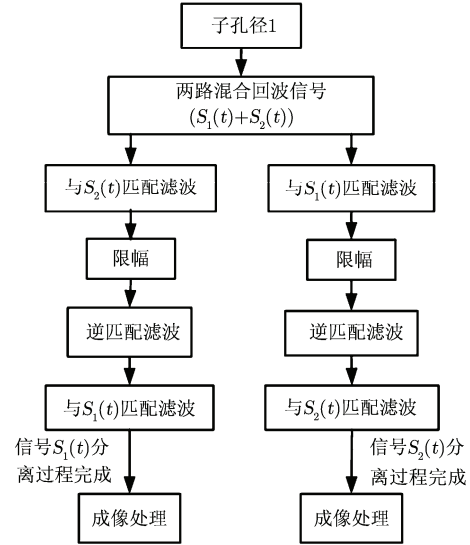 子孔径1
两路混合回波信号
(S₁(t)+S₂(t))
与S₂(t)匹配滤波
与S₁(t)匹配滤波
限幅
限幅
逆匹配滤波
逆匹配滤波
与S₁(t)匹配滤波
与S₂(t)匹配滤波
信号S₁(t)分
离过程完成
信号S₂(t)分
离过程完成
成像处理
成像处理